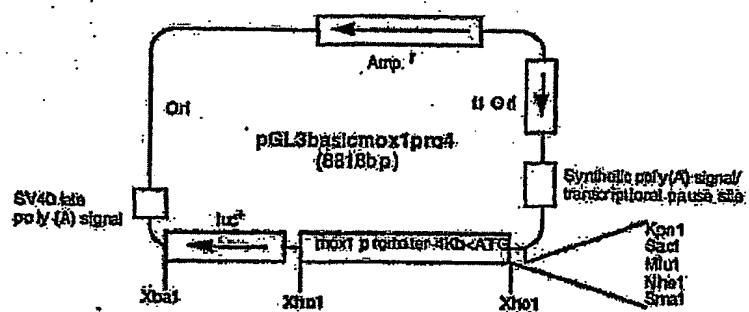 Amp. r
f1 Ori
Ori
pGL3basicmox1pro4
(8818bp)
Synthetic poly(A) signal/
transcriptional pause site
SV40 late
poly (A) signal
luc+
mox1 promoter-4Kb<ATG
Kpn1
Sac1
Mlu1
Nhe1
Sma1
Xba1
Xho1
Xho1